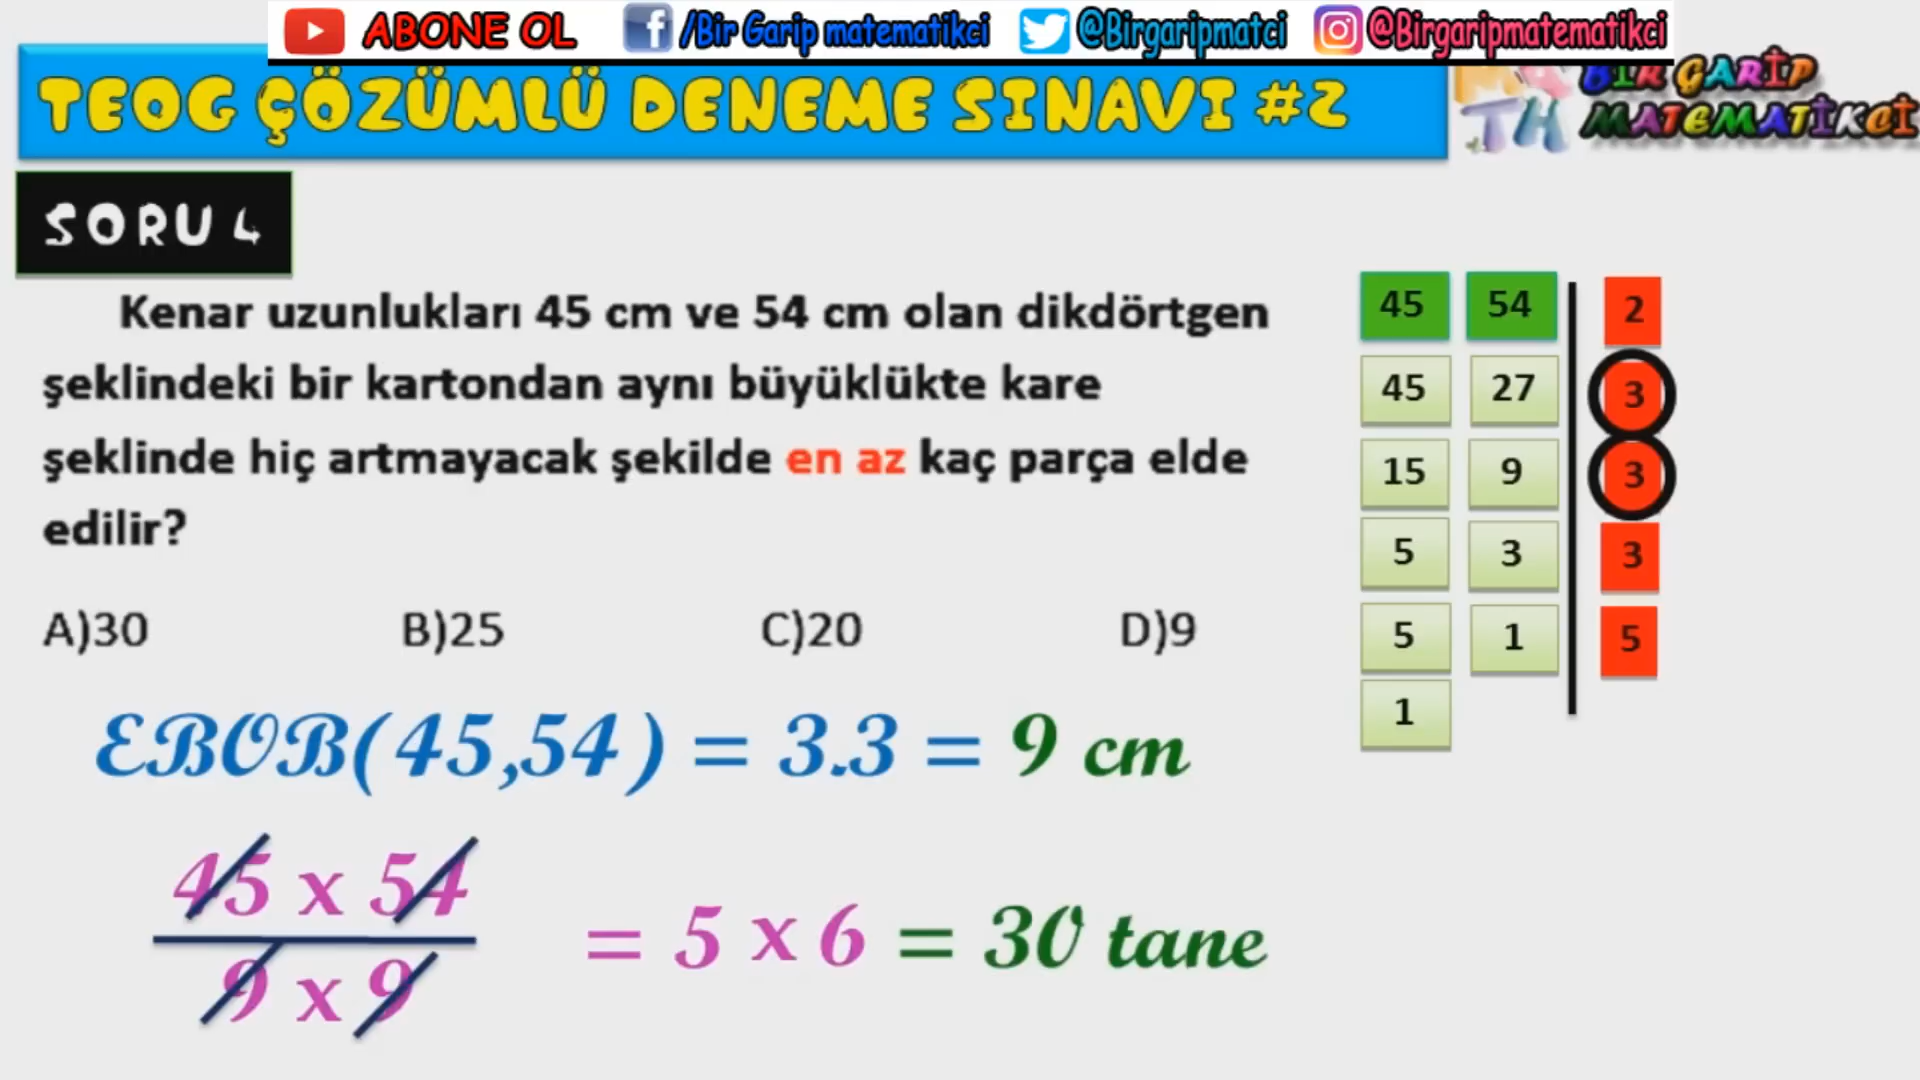 ABONE OL /Bir Garip matematikci @Birgaripmatci @Birgaripmatematikci
TEOG ÇÖZÜMLÜ DENEME SINAVI #2
BİR GARİP
MATEMATİKCİ
TH
SORU 4
Kenar uzunlukları 45 cm ve 54 cm olan dikdörtgen
şeklindeki bir kartondan aynı büyüklükte kare
şeklinde hiç artmayacak şekilde en az kaç parça elde
edilir?
A)30 B)25 C)20 D)9
45 54 2
45 27 3
15 9 3
5 3 3
5 1 5
1
EBOB(45,54) = 3.3 = 9 cm
45 x 54
9 x 9
= 5 x 6 = 30 tane